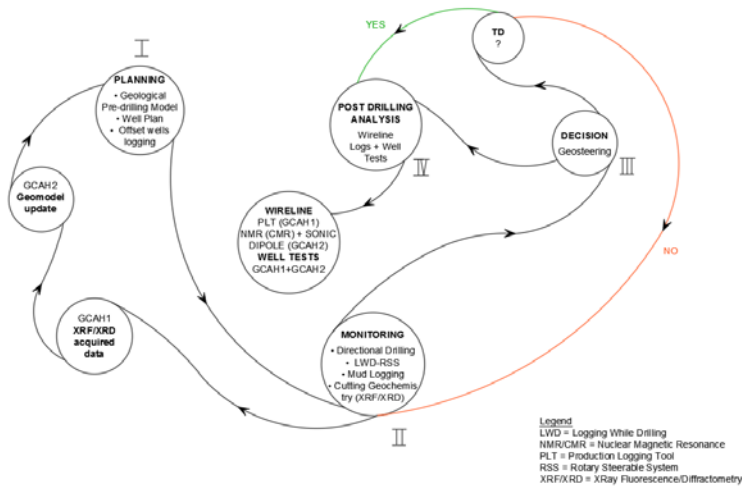 I
PLANNING
• Geological
Pre-drilling Model
• Well Plan
• Offset wells
logging
GCAH2
Geomodel
update
GCAH1
XRF/XRD
acquired
data
YES
TD
?
POST DRILLING
ANALYSIS
Wireline
Logs + Well
Tests
IV
DECISION
Geosteering
III
WIRELINE
PLT (GCAH1)
NMR (CMR) + SONIC
DIPOLE (GCAH2)
WELL TESTS
GCAH1+GCAH2
NO
MONITORING
• Directional Drilling
• LWD-RSS
• Mud Logging
• Cutting Geochemis
try (XRF/XRD)
II
Legend
LWD = Logging While Drilling
NMR/CMR = Nuclear Magnetic Resonance
PLT = Production Logging Tool
RSS = Rotary Steerable System
XRF/XRD = XRay Fluorescence/Diffractometry